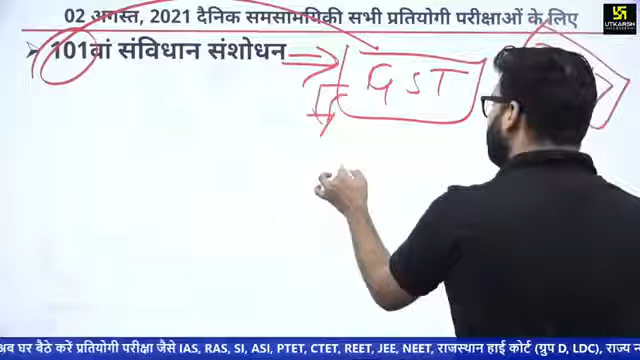 02 अगस्त, 2021 दैनिक समसामयिकी सभी प्रतियोगी परीक्षाओं के लिए
UTKARSH
➤ 101वां संविधान संशोधन
GST
अब घर बैठे करें प्रतियोगी परीक्षा जैसे IAS, RAS, SI, ASI, PTET, CTET, REET, JEE, NEET, राजस्थान हाई कोर्ट (ग्रुप D, LDC), राज्य